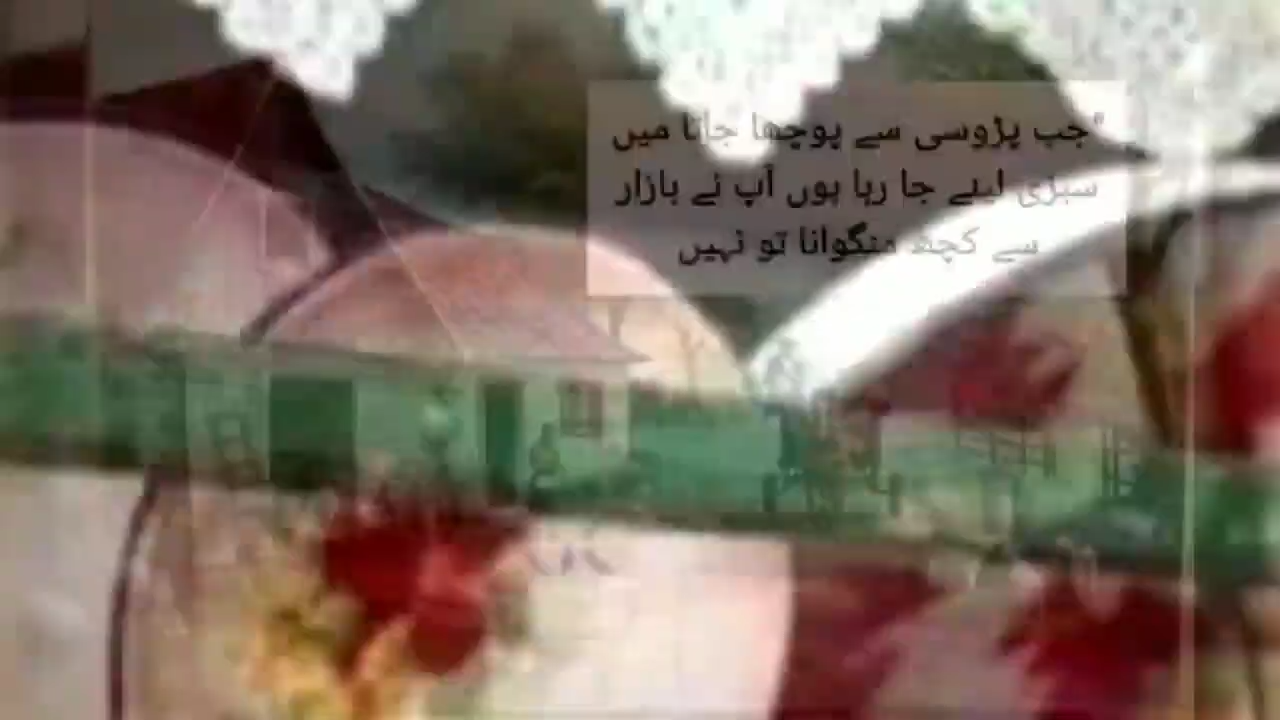 "جب پڑوسی سے پوچھا جاتا میں
سبزی لینے جا رہا ہوں آپ نے بازار
سے کچھ منگوانا تو نہیں